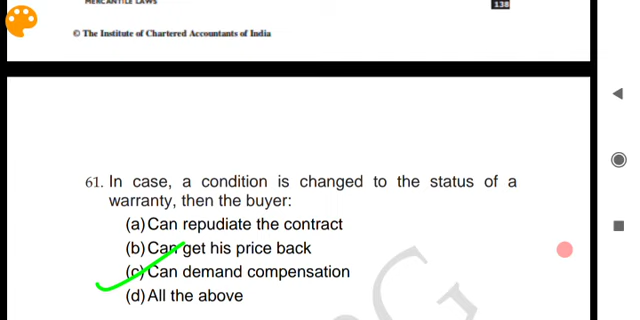 MERCANTILE LAWS
138
© The Institute of Chartered Accountants of India
61. In case, a condition is changed to the status of a
warranty, then the buyer:
(a) Can repudiate the contract
(b) Can get his price back
(c) Can demand compensation
(d) All the above
G